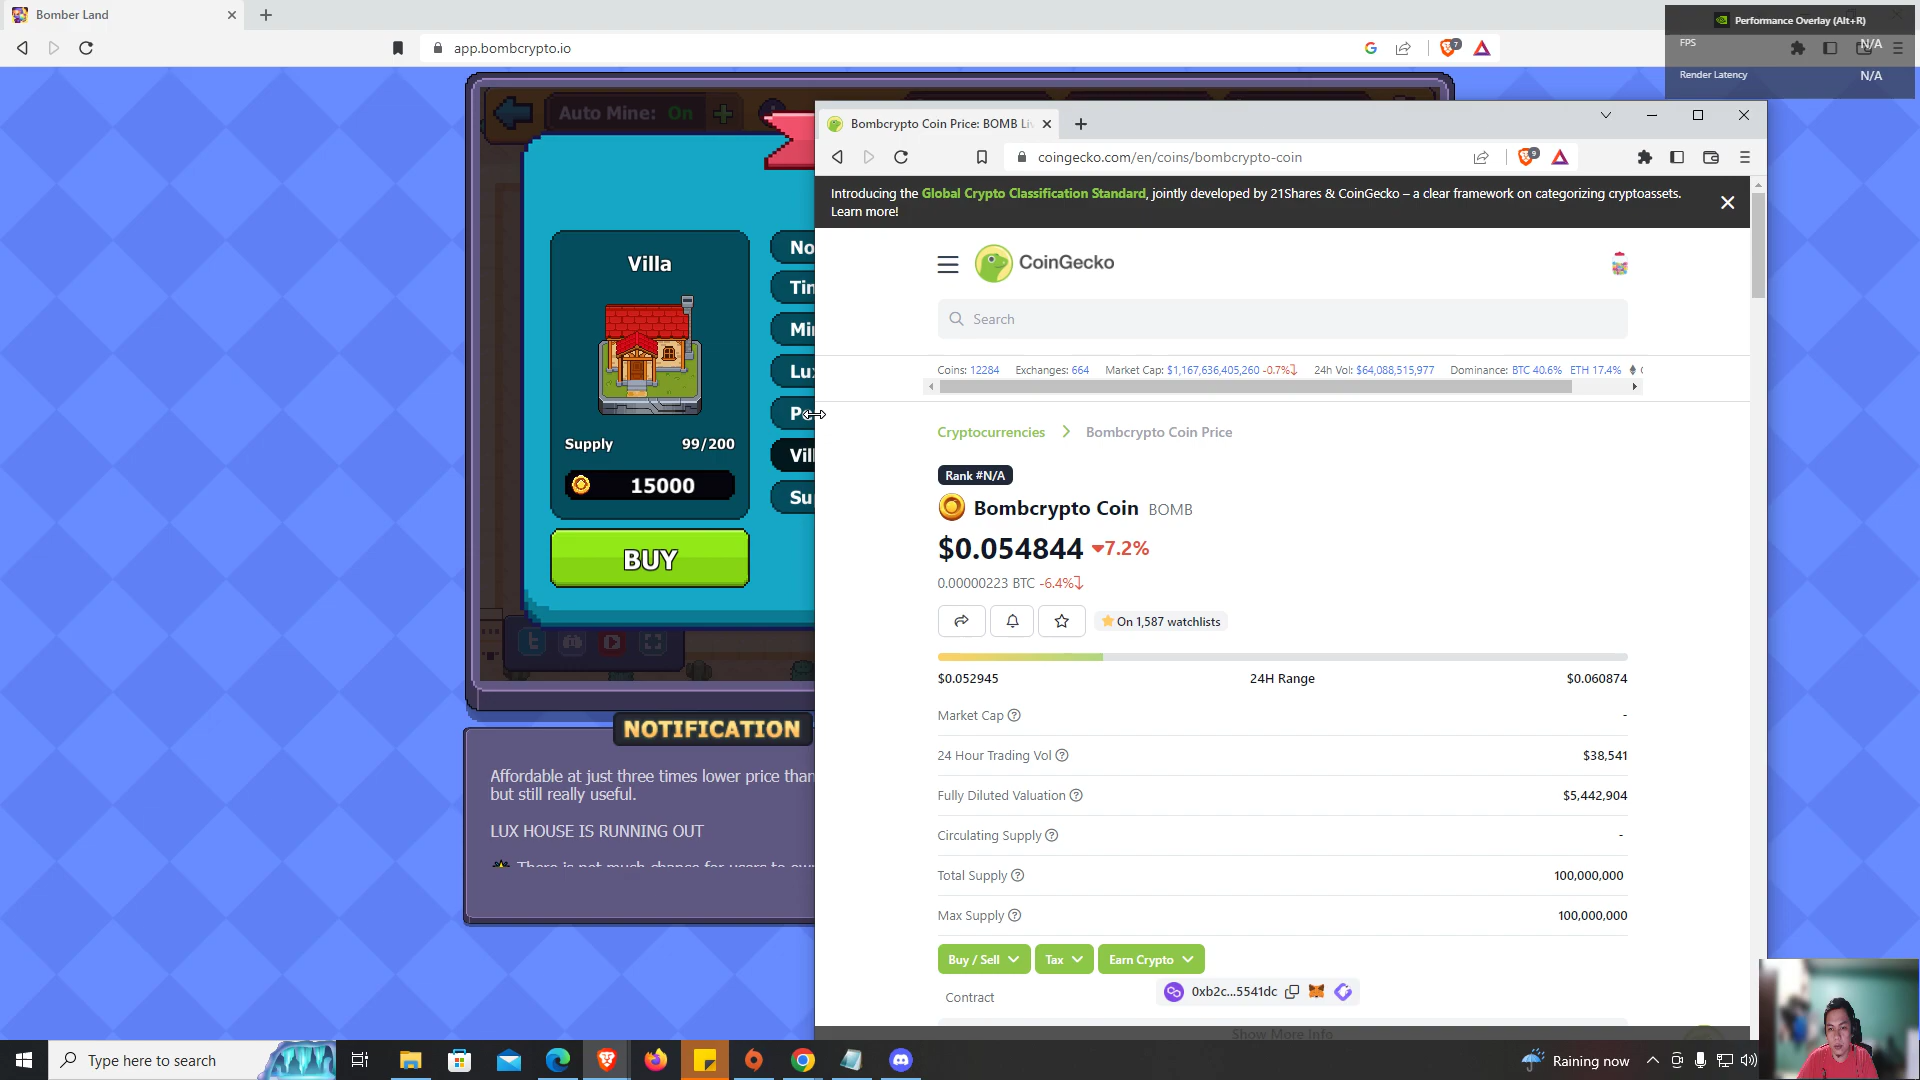 Bomber Land
app.bombcrypto.io
7
Performance Overlay (Alt+R)
FPS
N/A
Render Latency
N/A
Auto Mine: On
Villa
Supply 99/200
15000
BUY
NOTIFICATION
Affordable at just three times lower price than
but still really useful.
LUX HOUSE IS RUNNING OUT
Bombcrypto Coin Price: BOMB Li
coingecko.com/en/coins/bombcrypto-coin
9
Introducing the Global Crypto Classification Standard, jointly developed by 21Shares & CoinGecko – a clear framework on categorizing cryptoassets.
Learn more!
CoinGecko
Search
Coins: 12284 Exchanges: 664 Market Cap: $1,167,636,405,260 -0.7% 24h Vol: $64,088,515,977 Dominance: BTC 40.6% ETH 17.4%
Cryptocurrencies > Bombcrypto Coin Price
Rank #N/A
Bombcrypto Coin BOMB
$0.054844 7.2%
0.00000223 BTC -6.4%
On 1,587 watchlists
$0.052945 24H Range $0.060874
Market Cap -
24 Hour Trading Vol $38,541
Fully Diluted Valuation $5,442,904
Circulating Supply -
Total Supply 100,000,000
Max Supply 100,000,000
Buy / Sell Tax Earn Crypto
Contract 0xb2c...5541dc
Show More Info
Type here to search
Raining now